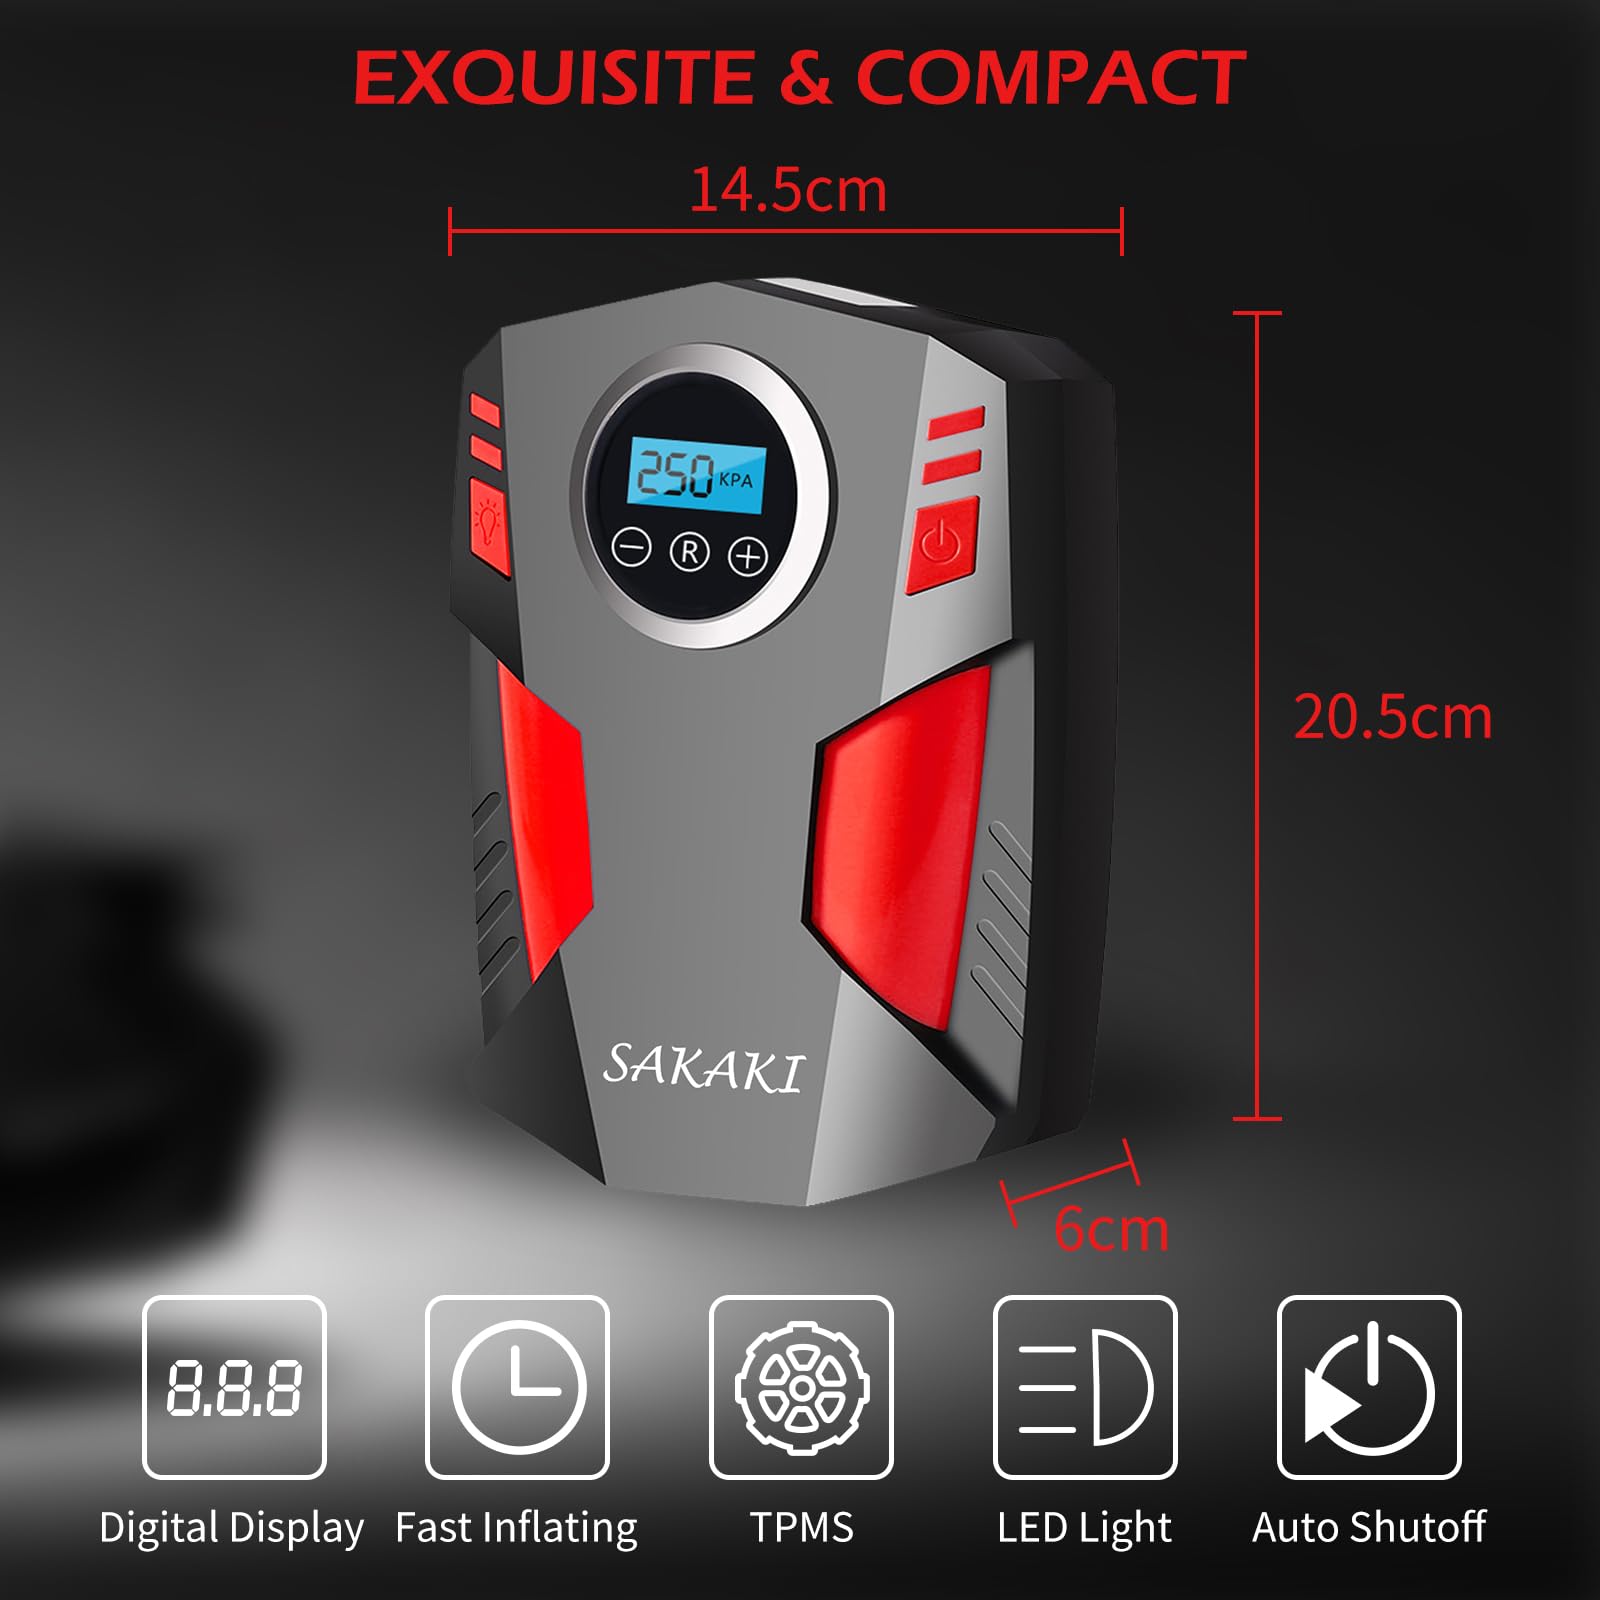 EXQUISITE & COMPACT
14.5cm
250 KPA
R
20.5cm
SAKAKI
6cm
8.8.8
Digital Display
Fast Inflating
TPMS
LED Light
Auto Shutoff